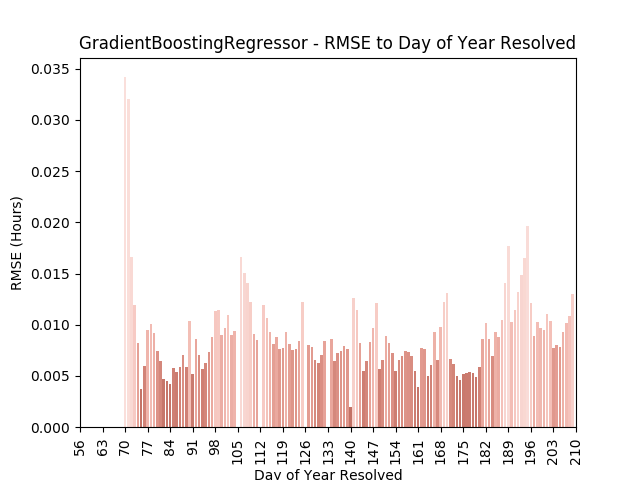 GradientBoostingRegressor - RMSE to Day of Year Resolved
RMSE (Hours)
0.035
0.030
0.025
0.020
0.015
0.010
0.005
0.000
56 63 70 77 84 91 98 105 112 119 126 133 140 147 154 161 168 175 182 189 196 203 210
Day of Year Resolved